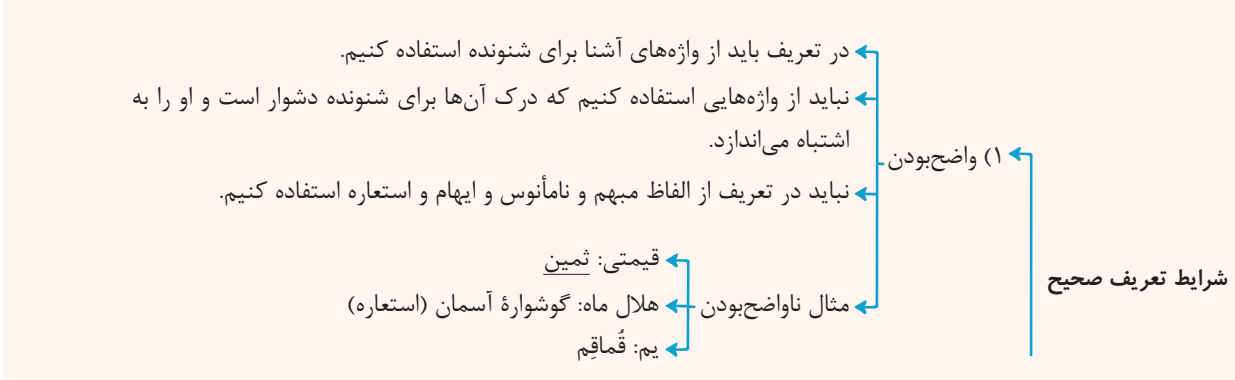 در تعریف باید از واژه‌های آشنا برای شنونده استفاده کنیم.
نباید از واژه‌هایی استفاده کنیم که درک آن‌ها برای شنونده دشوار است و او را به
اشتباه می‌اندازد.
۱) واضح‌بودن
نباید در تعریف از الفاظ مبهم و نامأنوس و ایهام و استعاره استفاده کنیم.
قیمتی: ثمین
شرایط تعریف صحیح
مثال ناواضح‌بودن
هلال ماه: گوشوارهٔ آسمان (استعاره)
یم: قُماقِم